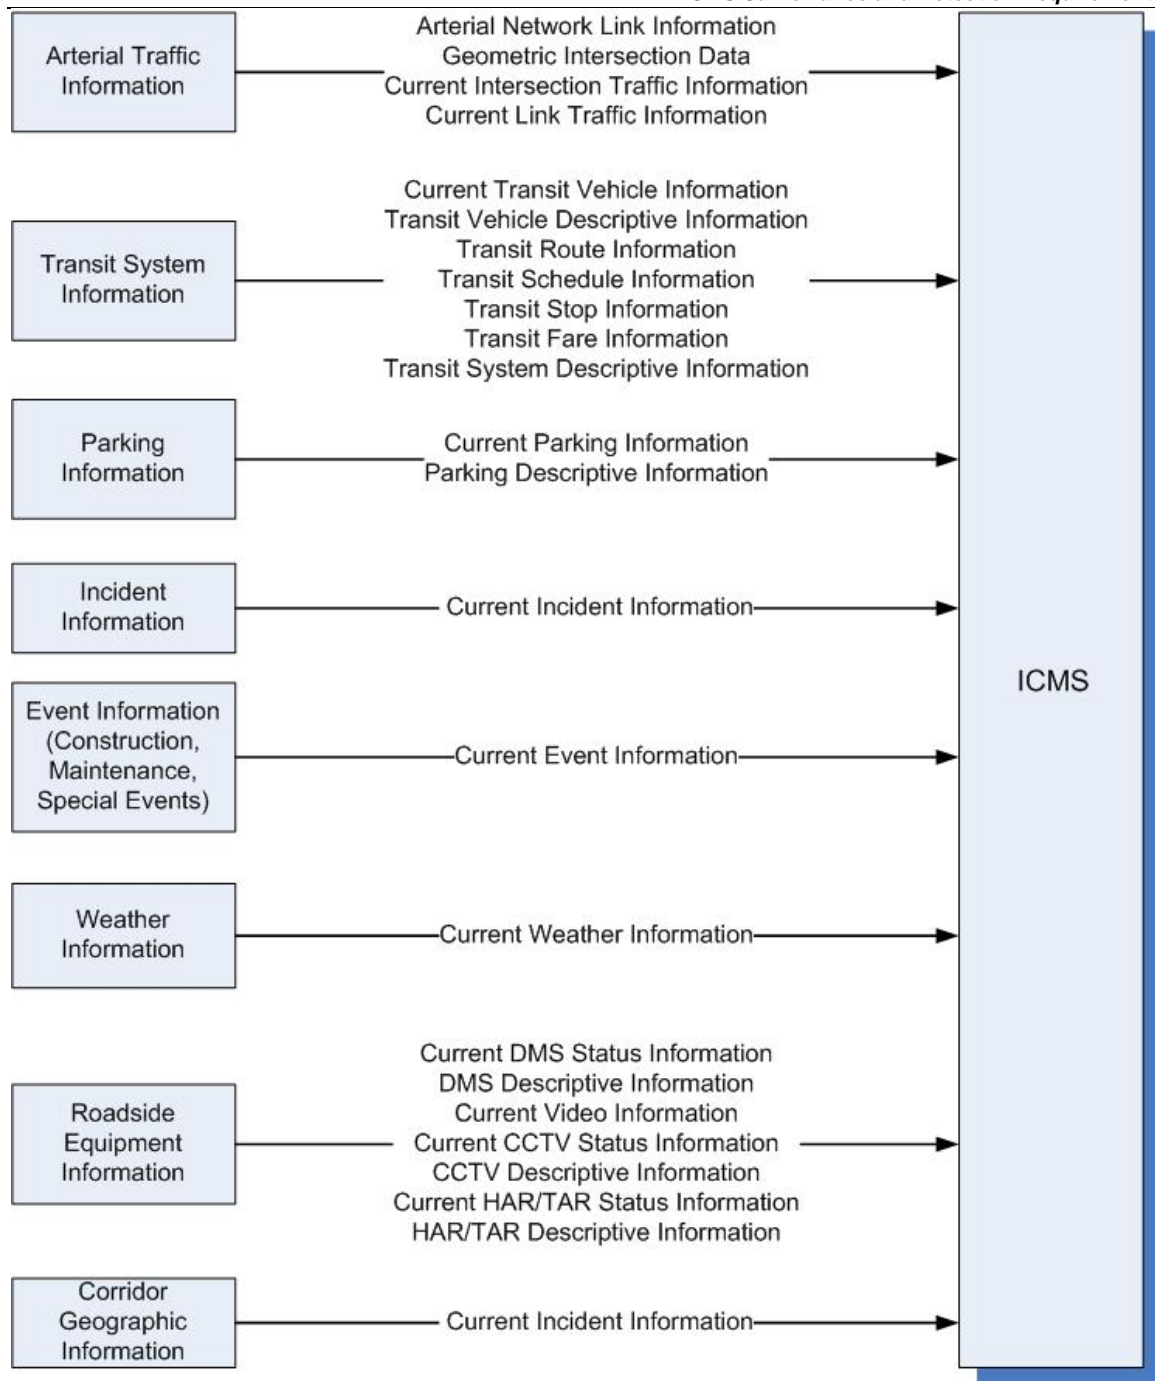 Arterial Traffic
Information
Arterial Network Link Information
Geometric Intersection Data
Current Intersection Traffic Information
Current Link Traffic Information
Transit System
Information
Current Transit Vehicle Information
Transit Vehicle Descriptive Information
Transit Route Information
Transit Schedule Information
Transit Stop Information
Transit Fare Information
Transit System Descriptive Information
Parking
Information
Current Parking Information
Parking Descriptive Information
Incident
Information
Current Incident Information
ICMS
Event Information
(Construction,
Maintenance,
Special Events)
Current Event Information
Weather
Information
Current Weather Information
Roadside
Equipment
Information
Current DMS Status Information
DMS Descriptive Information
Current Video Information
Current CCTV Status Information
CCTV Descriptive Information
Current HAR/TAR Status Information
HAR/TAR Descriptive Information
Corridor
Geographic
Information
Current Incident Information